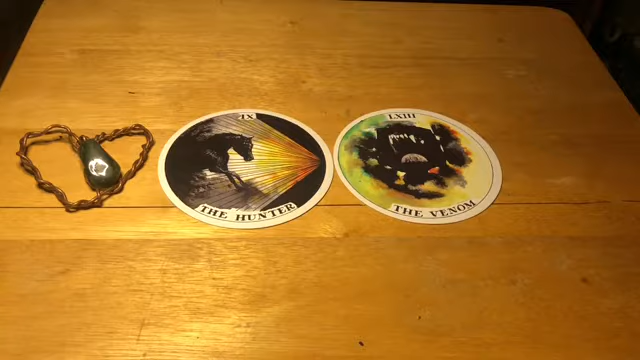 IX
THE HUNTER
LXIII
THE VENOM